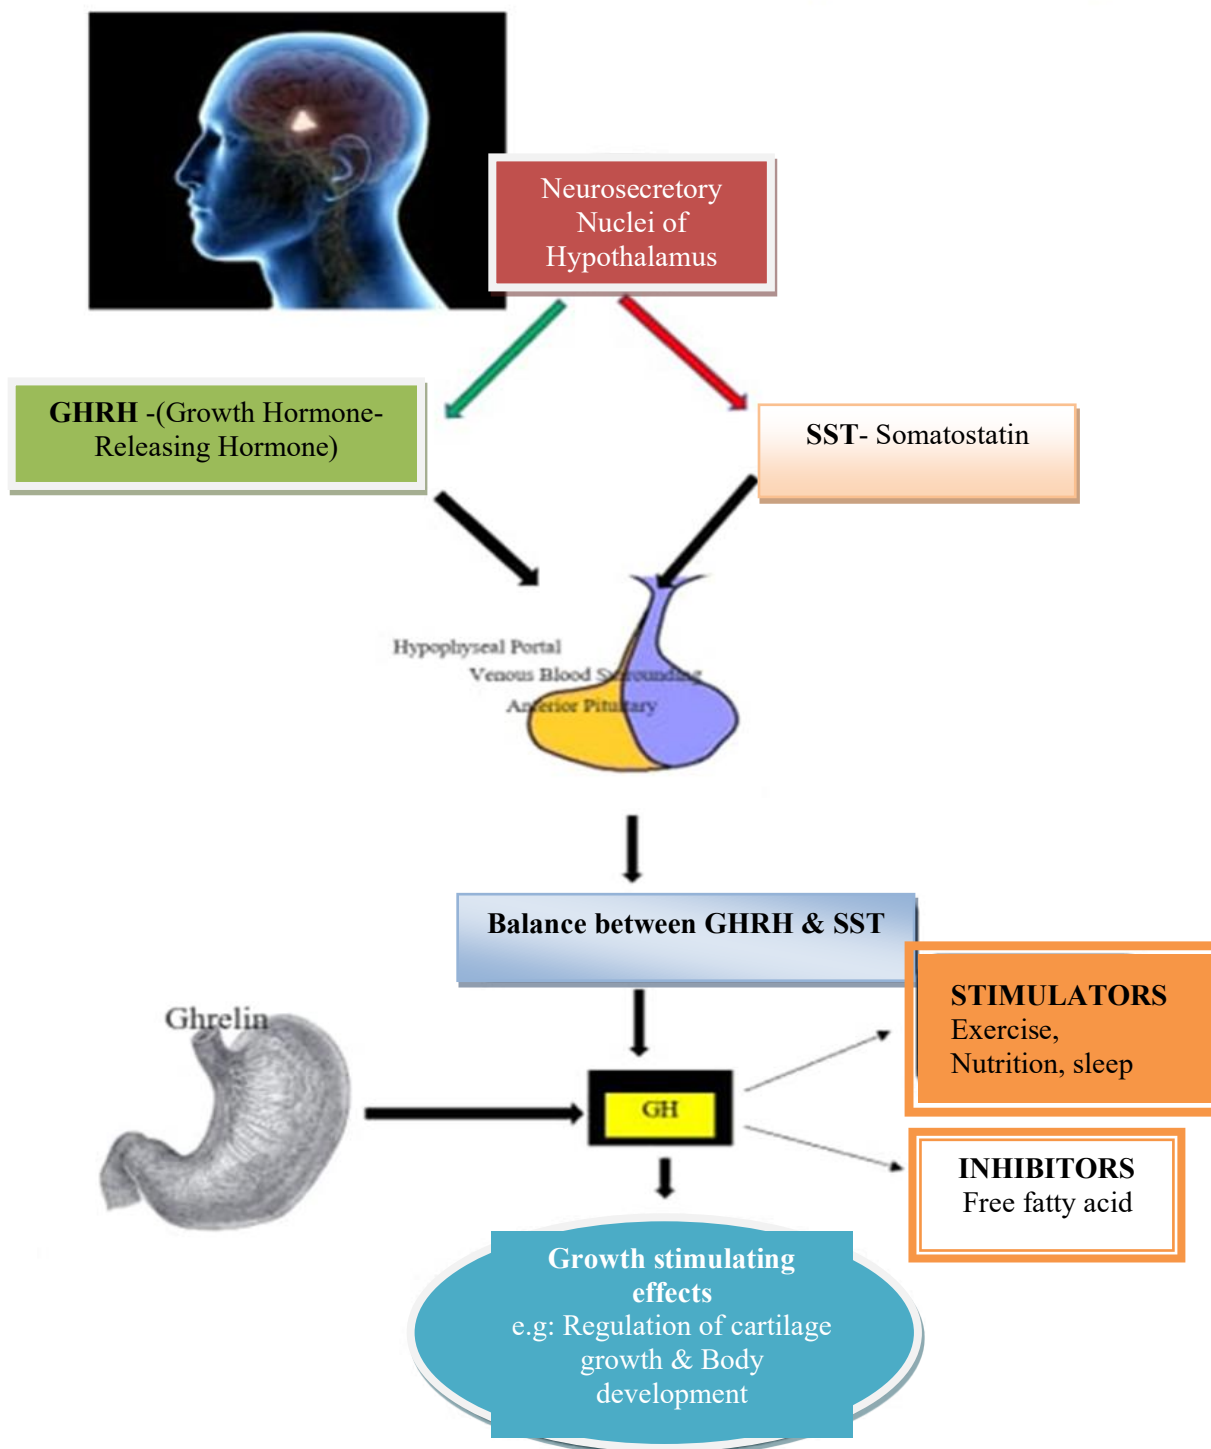 Neurosecretory
Nuclei of
Hypothalamus
GHRH -(Growth Hormone-
Releasing Hormone)
SST- Somatostatin
Hypophyseal Portal
Venous Blood Surrounding
Anterior Pituitary
Balance between GHRH & SST
STIMULATORS
Exercise,
Nutrition, sleep
Ghrelin
GH
INHIBITORS
Free fatty acid
Growth stimulating
effects
e.g: Regulation of cartilage
growth & Body
development